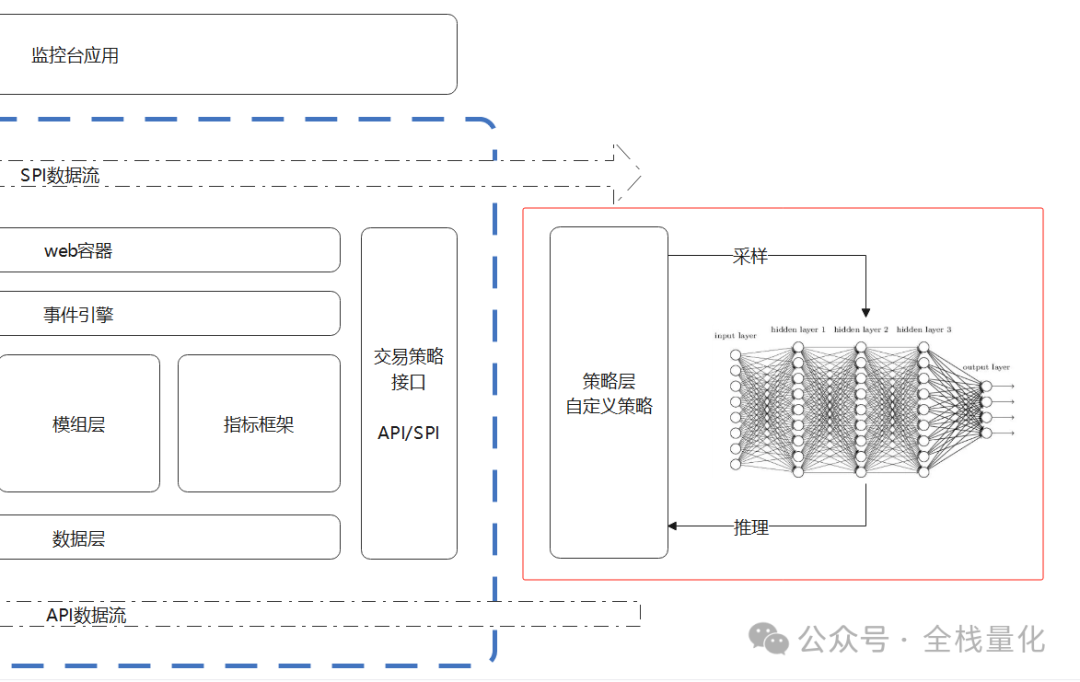 监控台应用
SPI数据流
web容器
事件引擎
模组层
指标框架
数据层
交易策略
接口
API/SPI
API数据流
策略层
自定义策略
采样
input layer
hidden layer 1
hidden layer 2
hidden layer 3
output layer
推理
公众号 · 全栈量化